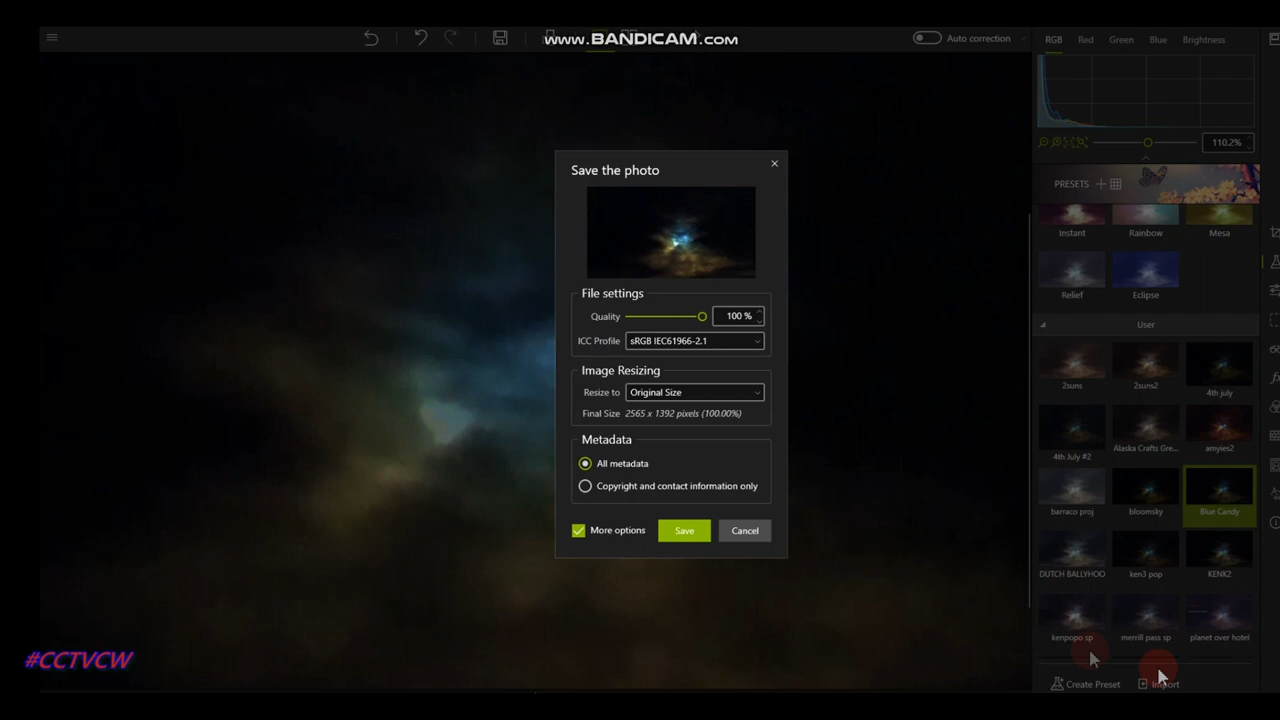 www.BANDICAM.com
Auto correction
RGB Red Green Blue Brightness
110.2%
PRESETS
Instant Rainbow Mesa
Relief Eclipse
User
2suns 2suns2 4th july
4th July #2 Alaska Crafts Gre... amyies2
barraco proj bloomsky Blue Candy
DUTCH BALLYHOO ken3 pop KENK2
kenpopo sp merrill pass sp planet over hotel
Create Preset Import
Save the photo
File settings
Quality 100 %
ICC Profile sRGB IEC61966-2.1
Image Resizing
Resize to Original Size
Final Size 2565 x 1392 pixels (100.00%)
Metadata
All metadata
Copyright and contact information only
More options Save Cancel
#CCTVCW